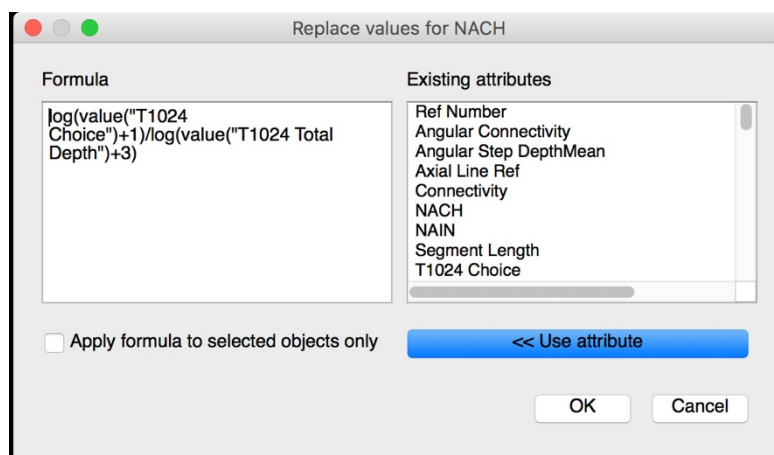 Replace values for NACH
Formula
log(value("T1024
Choice")+1)/log(value("T1024 Total
Depth")+3)
Existing attributes
Ref Number
Angular Connectivity
Angular Step DepthMean
Axial Line Ref
Connectivity
NACH
NAIN
Segment Length
T1024 Choice
Apply formula to selected objects only
<< Use attribute
OK
Cancel